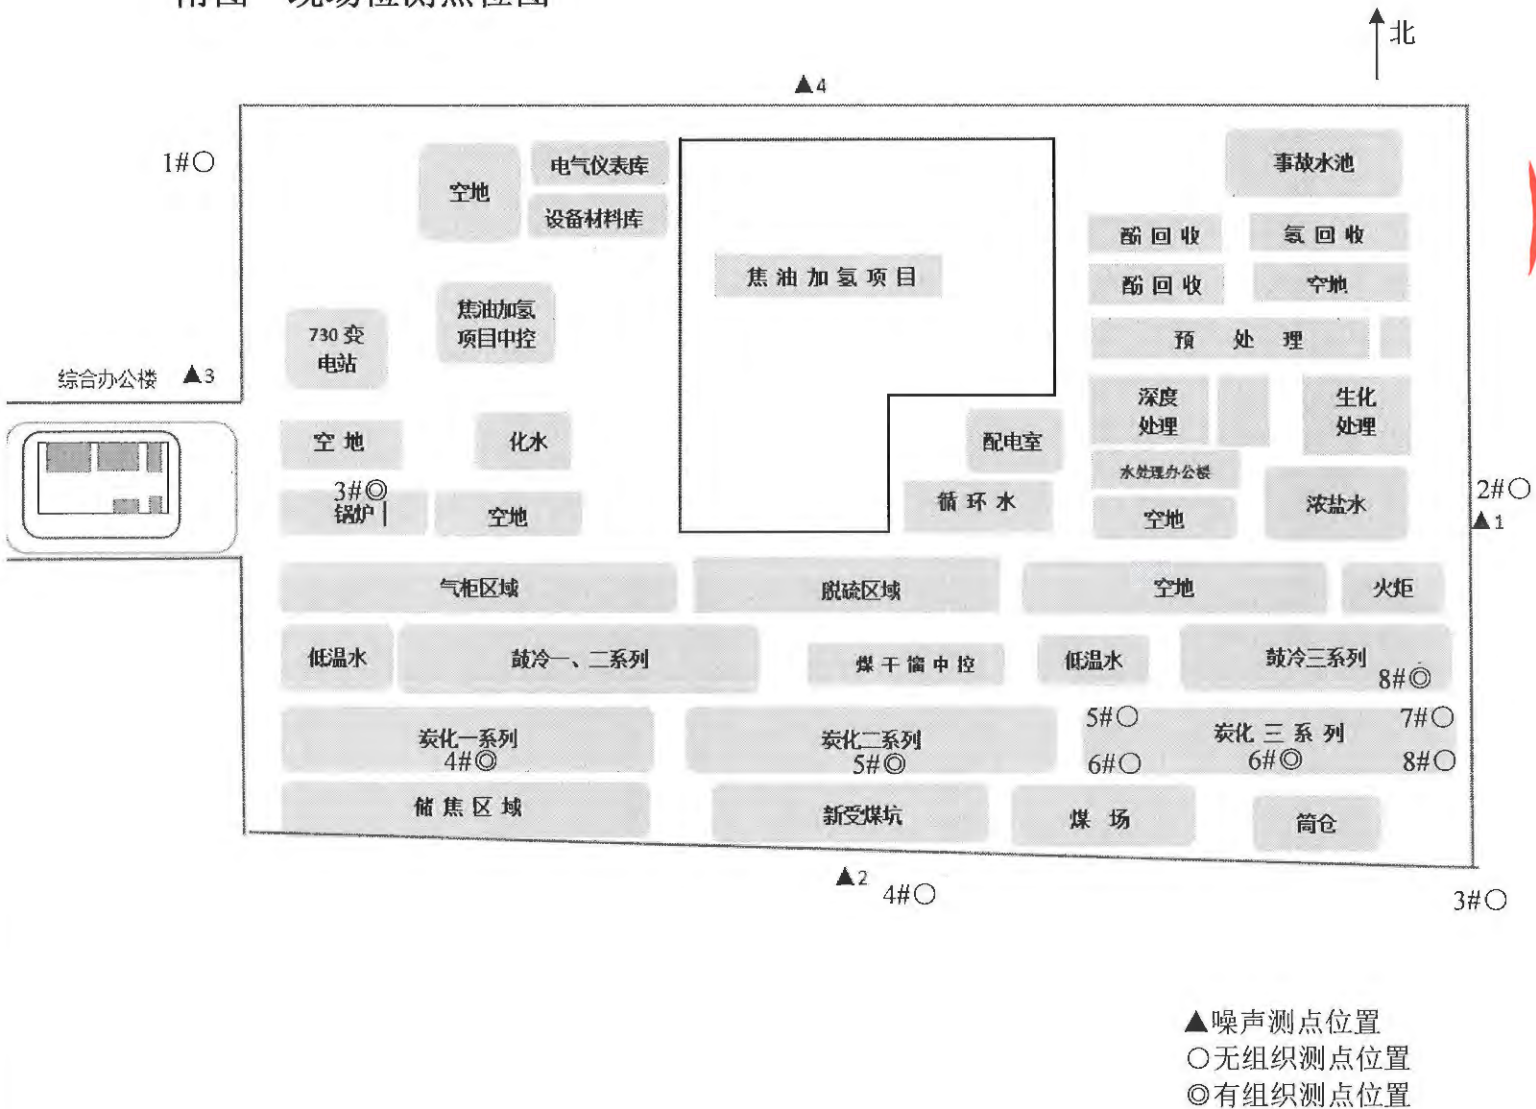 附图 现场检测点位图
北
▲4
1#○
空地
电气仪表库
设备材料库
事故水池
酚回收
氨回收
焦油加氢项目
酚回收
空地
焦油加氢
项目中控
730变
电站
预处理
综合办公楼 ▲3
深度
处理
生化
处理
空地
化水
配电室
水处理办公楼
3#◎
锅炉
空地
循环水
空地
浓盐水
2#○
▲1
气柜区域
脱硫区域
空地
火炬
低温水
鼓冷一、二系列
煤干馏中控
低温水
鼓冷三系列
8#◎
炭化一系列
4#◎
炭化二系列
5#◎
5#○
炭化三系列
7#○
6#○
6#◎
8#○
储焦区域
新受煤坑
煤场
筒仓
▲2
4#○
3#○
▲噪声测点位置
○无组织测点位置
◎有组织测点位置